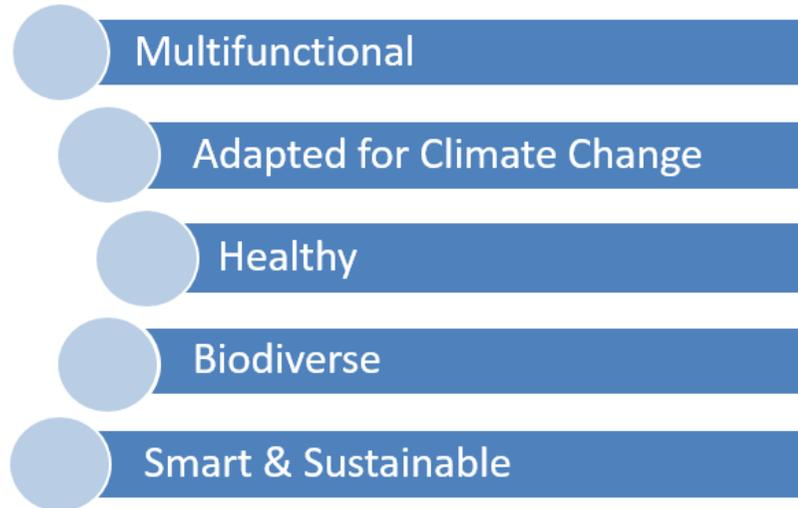 Multifunctional
Adapted for Climate Change
Healthy
Biodiverse
Smart & Sustainable